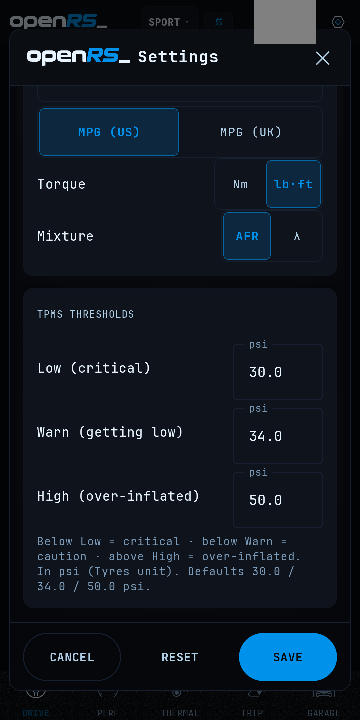 openRS_
SPORT
openRS_ Settings
MPG (US)
MPG (UK)
Torque
Nm
lb·ft
Mixture
AFR
λ
TPMS THRESHOLDS
psi
Low (critical)
30.0
psi
Warn (getting low)
34.0
psi
High (over-inflated)
50.0
Below Low = critical · below Warn =
caution · above High = over-inflated.
In psi (Tyres unit). Defaults 30.0 /
34.0 / 50.0 psi.
CANCEL
RESET
SAVE
DRIVE
THERMAL
TRIP
GARAGE